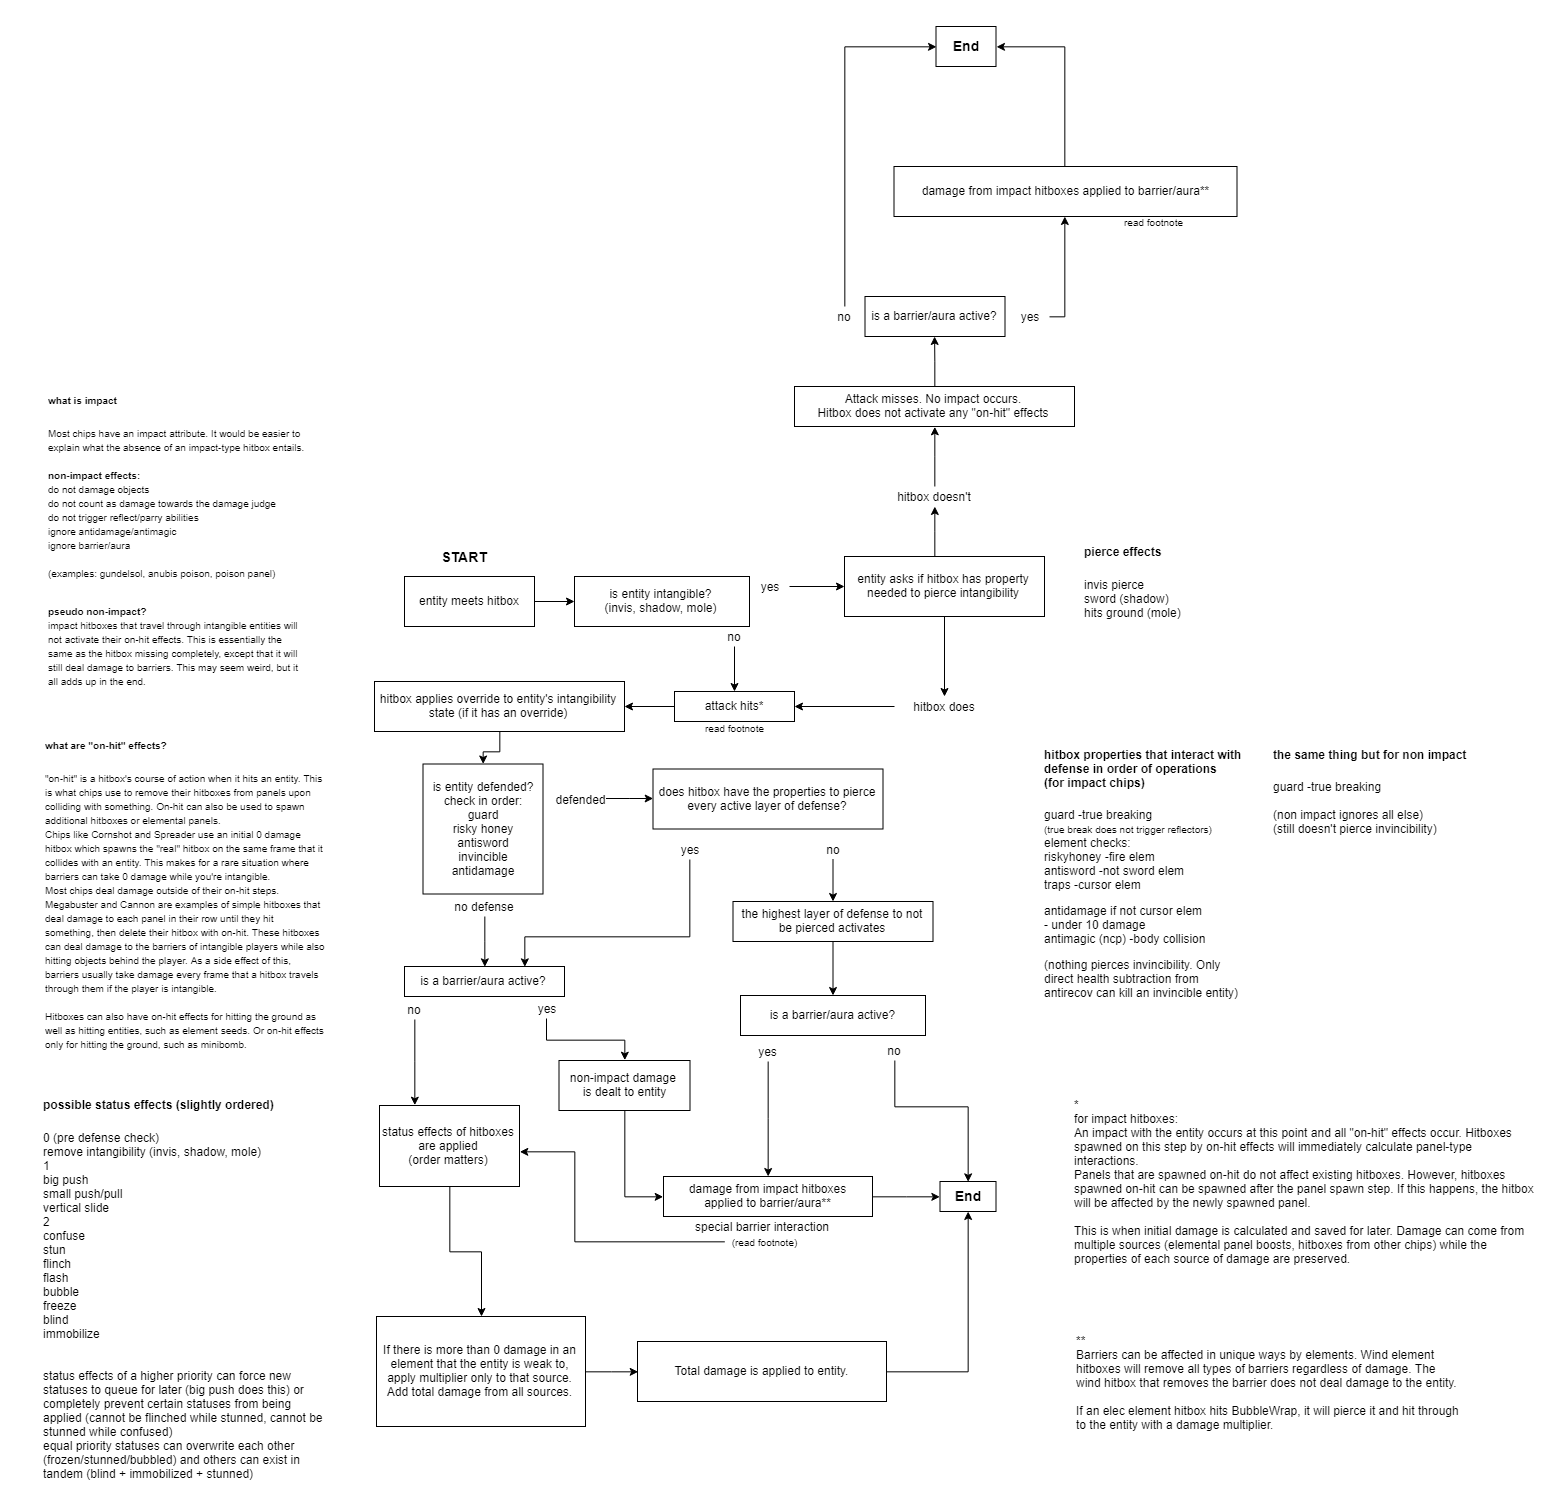 End
damage from impact hitboxes applied to barrier/aura**
read footnote
no
is a barrier/aura active?
yes
Attack misses. No impact occurs.
Hitbox does not activate any "on-hit" effects
hitbox doesn't
what is impact
Most chips have an impact attribute. It would be easier to
explain what the absence of an impact-type hitbox entails.
non-impact effects:
do not damage objects
do not count as damage towards the damage judge
do not trigger reflect/parry abilities
ignore antidamage/antimagic
ignore barrier/aura
(examples: gundelsol, anubis poison, poison panel)
pseudo non-impact?
impact hitboxes that travel through intangible entities will
not activate their on-hit effects. This is essentially the
same as the hitbox missing completely, except that it will
still deal damage to barriers. This may seem weird, but it
all adds up in the end.
START
entity meets hitbox
is entity intangible?
(invis, shadow, mole)
yes
entity asks if hitbox has property
needed to pierce intangibility
pierce effects
invis pierce
sword (shadow)
hits ground (mole)
no
hitbox does
attack hits*
read footnote
hitbox applies override to entity's intangibility
state (if it has an override)
what are "on-hit" effects?
"on-hit" is a hitbox's course of action when it hits an entity. This
is what chips use to remove their hitboxes from panels upon
colliding with something. On-hit can also be used to spawn
additional hitboxes or elemental panels.
Chips like Cornshot and Spreader use an initial 0 damage
hitbox which spawns the "real" hitbox on the same frame that it
collides with an entity. This makes for a rare situation where
barriers can take 0 damage while you're intangible.
Most chips deal damage outside of their on-hit steps.
Megabuster and Cannon are examples of simple hitboxes that
deal damage to each panel in their row until they hit
something, then delete their hitbox with on-hit. These hitboxes
can deal damage to the barriers of intangible players while also
hitting objects behind the player. As a side effect of this,
barriers usually take damage every frame that a hitbox travels
through them if the player is intangible.
Hitboxes can also have on-hit effects for hitting the ground as
well as hitting entities, such as element seeds. Or on-hit effects
only for hitting the ground, such as minibomb.
is entity defended?
check in order:
guard
risky honey
antisword
invincible
antidamage
defended
does hitbox have the properties to pierce
every active layer of defense?
hitbox properties that interact with
defense in order of operations
(for impact chips)
guard -true breaking
(true break does not trigger reflectors)
element checks:
riskyhoney -fire elem
antisword -not sword elem
traps -cursor elem
antidamage if not cursor elem
- under 10 damage
antimagic (ncp) -body collision
(nothing pierces invincibility. Only
direct health subtraction from
antirecov can kill an invincible entity)
the same thing but for non impact
guard -true breaking
(non impact ignores all else)
(still doesn't pierce invincibility)
no defense
yes
no
the highest layer of defense to not
be pierced activates
is a barrier/aura active?
is a barrier/aura active?
no
yes
yes
no
non-impact damage
is dealt to entity
status effects of hitboxes
are applied
(order matters)
damage from impact hitboxes
applied to barrier/aura**
special barrier interaction
(read footnote)
End
possible status effects (slightly ordered)
0 (pre defense check)
remove intangibility (invis, shadow, mole)
1
big push
small push/pull
vertical slide
2
confuse
stun
flinch
flash
bubble
freeze
blind
immobilize
status effects of a higher priority can force new
statuses to queue for later (big push does this) or
completely prevent certain statuses from being
applied (cannot be flinched while stunned, cannot be
stunned while confused)
equal priority statuses can overwrite each other
(frozen/stunned/bubbled) and others can exist in
tandem (blind + immobilized + stunned)
If there is more than 0 damage in an
element that the entity is weak to,
apply multiplier only to that source.
Add total damage from all sources.
Total damage is applied to entity.
*
for impact hitboxes:
An impact with the entity occurs at this point and all "on-hit" effects occur. Hitboxes
spawned on this step by on-hit effects will immediately calculate panel-type
interactions.
Panels that are spawned on-hit do not affect existing hitboxes. However, hitboxes
spawned on-hit can be spawned after the panel spawn step. If this happens, the hitbox
will be affected by the newly spawned panel.
This is when initial damage is calculated and saved for later. Damage can come from
multiple sources (elemental panel boosts, hitboxes from other chips) while the
properties of each source of damage are preserved.
**
Barriers can be affected in unique ways by elements. Wind element
hitboxes will remove all types of barriers regardless of damage. The
wind hitbox that removes the barrier does not deal damage to the entity.
If an elec element hitbox hits BubbleWrap, it will pierce it and hit through
to the entity with a damage multiplier.